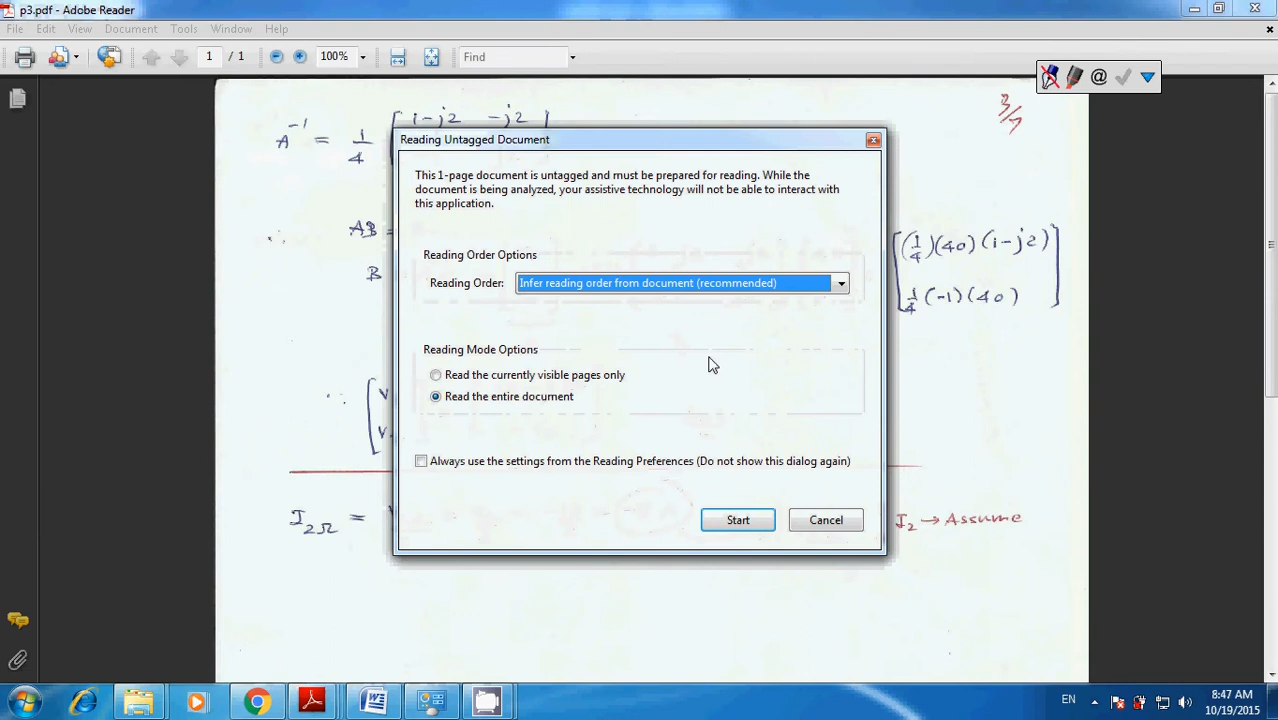 p3.pdf - Adobe Reader
File Edit View Document Tools Window Help
1 / 1 100% Find
@
3/7
A⁻¹ = 1/4 [ i-j2 -j2 ]
Reading Untagged Document
This 1-page document is untagged and must be prepared for reading. While the
document is being analyzed, your assistive technology will not be able to interact with
this application.
∴ AB =
B
Reading Order Options
Reading Order: Infer reading order from document (recommended)
[ (1/4)(40)(i-j2) ]
1/4 (-1)(40)
Reading Mode Options
Read the currently visible pages only
Read the entire document
∴ [ V
V
Always use the settings from the Reading Preferences (Do not show this dialog again)
Start Cancel
I₂Ω =
I₂ → Assume
EN
8:47 AM
10/19/2015